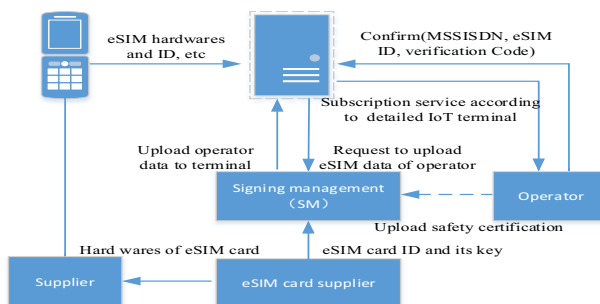 eSIM hardwares
and ID, etc
Confirm(MSSISDN, eSIM
ID, verification Code)
Subscription service according
to detailed IoT terminal
Upload operator
data to terminal
Request to upload
eSIM data of operator
Signing management
(SM)
Operator
Upload safety certification
Hard wares of eSIM card
eSIM card ID and its key
Supplier
eSIM card supplier